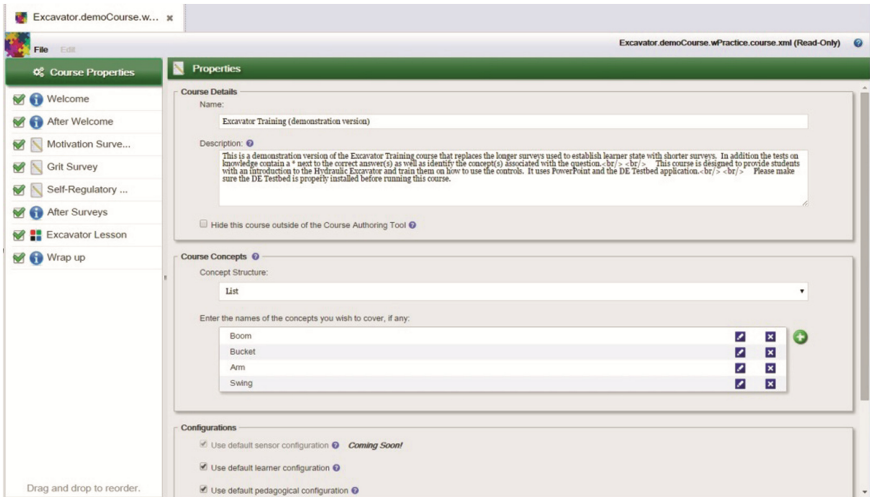 Excavator.demoCourse.w... x
File Edit
Excavator.demoCourse.wPractice.course.xml (Read-Only)
Course Properties
Welcome
After Welcome
Motivation Surve...
Grit Survey
Self-Regulatory ...
After Surveys
Excavator Lesson
Wrap up
Drag and drop to reorder.
Properties
Course Details
Name:
Excavator Training (demonstration version)
Description:
This is a demonstration version of the Excavator Training course that replaces the longer surveys used to establish learner state with shorter surveys. In addition the tests on
knowledge contain a * next to the correct answer(s) as well as identify the concept(s) associated with the question.<br/> <br/> This course is designed to provide students
with an introduction to the Hydraulic Excavator and train them on how to use the controls. It uses PowerPoint and the DE Testbed application.<br/> <br/> Please make
sure the DE Testbed is properly installed before running this course.
Hide this course outside of the Course Authoring Tool
Course Concepts
Concept Structure:
List
Enter the names of the concepts you wish to cover, if any:
Boom
Bucket
Arm
Swing
Configurations
Use default sensor configuration Coming Soon!
Use default learner configuration
Use default pedagogical configuration